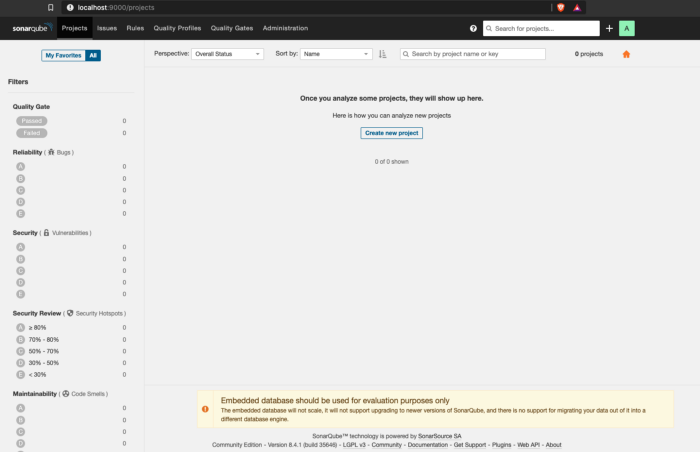 localhost:9000/projects
sonarqube Projects Issues Rules Quality Profiles Quality Gates Administration ? Search for projects... + A
My Favorites All Perspective: Overall Status Sort by: Name Search by project name or key 0 projects
Filters
Once you analyze some projects, they will show up here.
Here is how you can analyze new projects
Create new project
0 of 0 shown
Quality Gate
Passed 0
Failed 0
Reliability ( Bugs )
A 0
B 0
C 0
D 0
E 0
Security ( Vulnerabilities )
A 0
B 0
C 0
D 0
E 0
Security Review ( Security Hotspots )
A ≥ 80% 0
B 70% - 80% 0
C 50% - 70% 0
D 30% - 50% 0
E < 30% 0
Maintainability ( Code Smells )
A 0
B 0
C 0
D 0
Embedded database should be used for evaluation purposes only
The embedded database will not scale, it will not support upgrading to newer versions of SonarQube, and there is no support for migrating your data out of it into a
different database engine.
SonarQube™ technology is powered by SonarSource SA
Community Edition - Version 8.4.1 (build 35646) - LGPL v3 - Community - Documentation - Get Support - Plugins - Web API - About